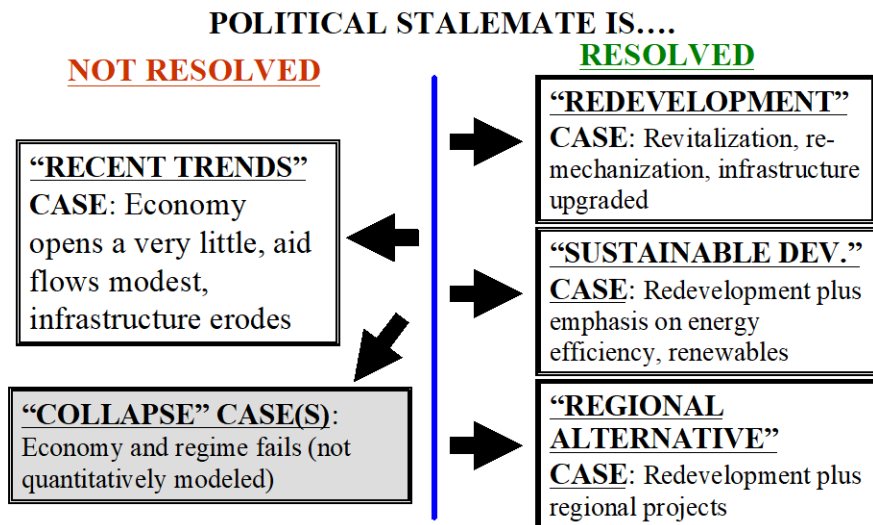 POLITICAL STALEMATE IS….
NOT RESOLVED
“RECENT TRENDS”
CASE: Economy
opens a very little, aid
flows modest,
infrastructure erodes
“COLLAPSE” CASE(S):
Economy and regime fails (not
quantitatively modeled)
RESOLVED
“REDEVELOPMENT”
CASE: Revitalization, re-
mechanization, infrastructure
upgraded
“SUSTAINABLE DEV.”
CASE: Redevelopment plus
emphasis on energy
efficiency, renewables
“REGIONAL
ALTERNATIVE”
CASE: Redevelopment plus
regional projects